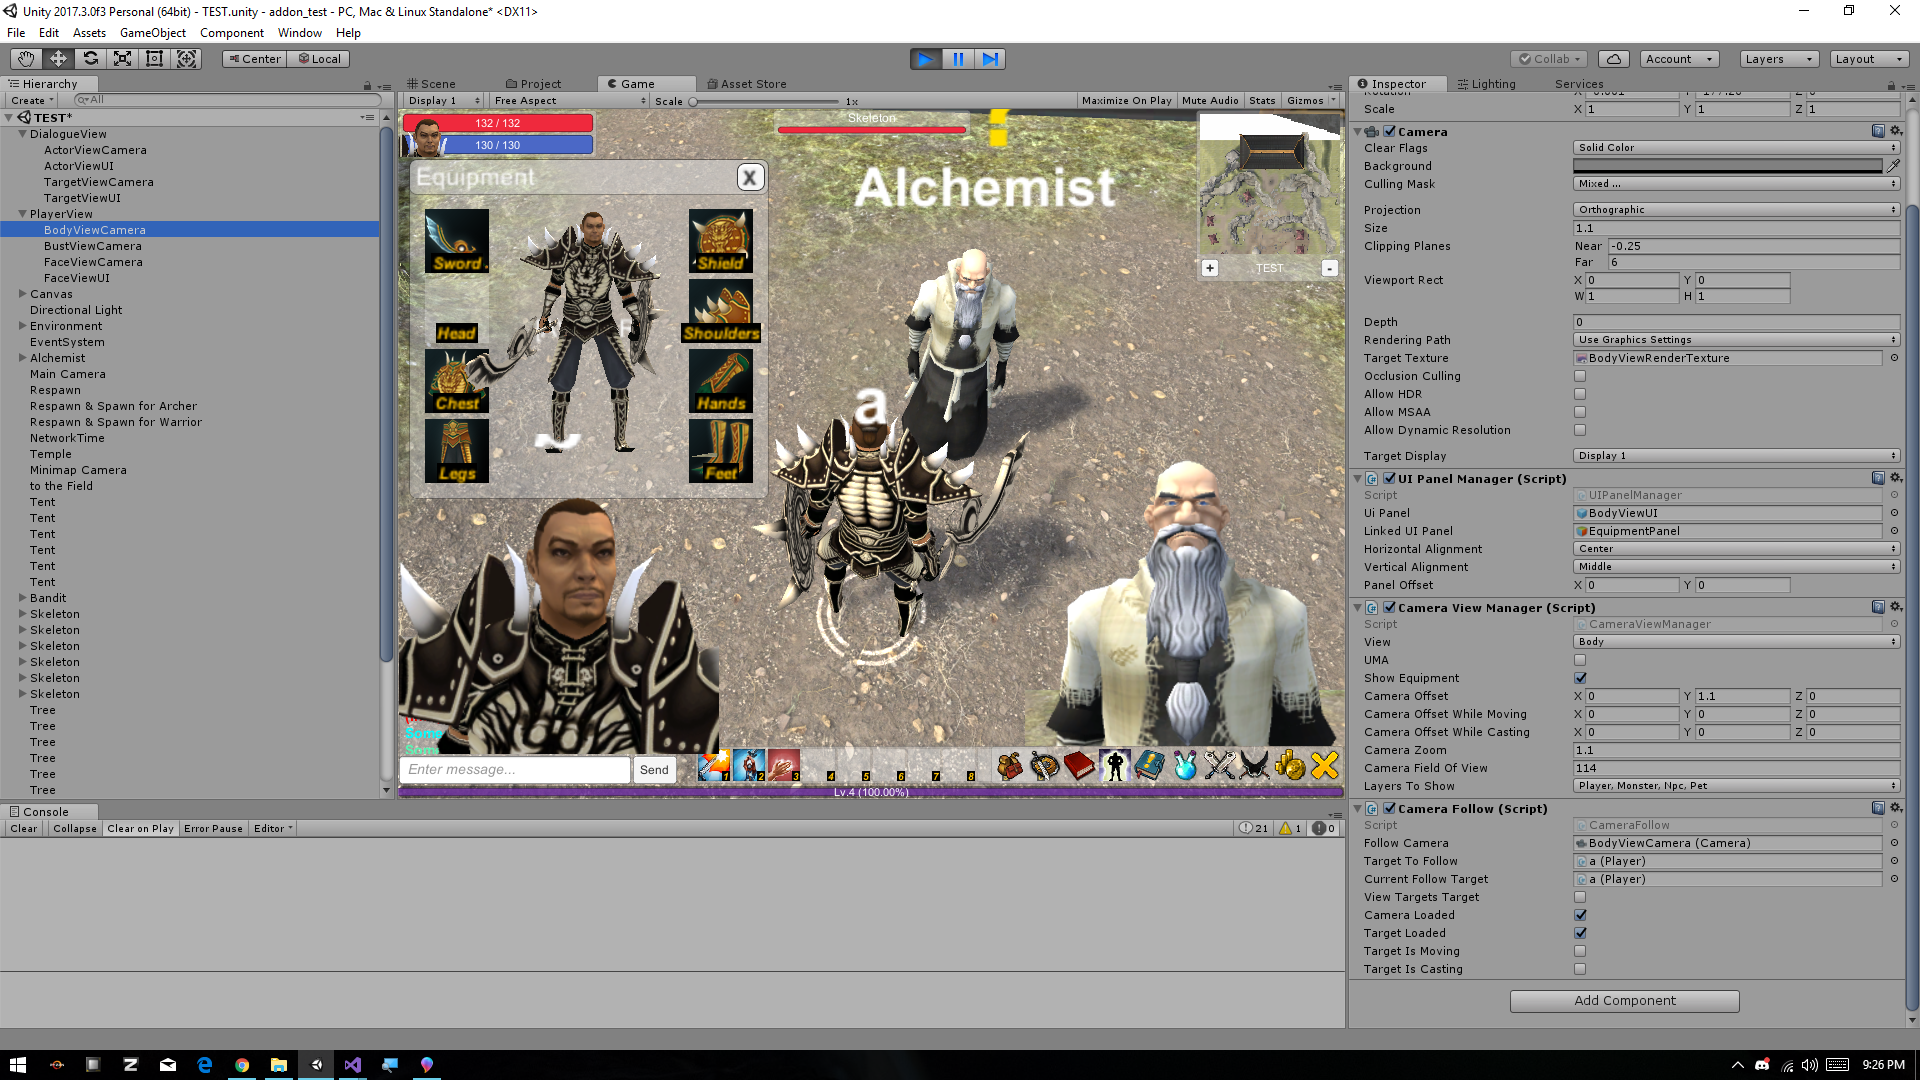 Unity 2017.3.0f3 Personal (64bit) - TEST.unity - addon_test - PC, Mac & Linux Standalone* <DX11>
File Edit Assets GameObject Component Window Help
Center Local Collab Account Layers Layout
Hierarchy
Create All
TEST*
DialogueView
ActorViewCamera
ActorViewUI
TargetViewCamera
TargetViewUI
PlayerView
BodyViewCamera
BustViewCamera
FaceViewCamera
FaceViewUI
Canvas
Directional Light
Environment
EventSystem
Alchemist
Main Camera
Respawn
Respawn & Spawn for Archer
Respawn & Spawn for Warrior
NetworkTime
Temple
Minimap Camera
to the Field
Tent
Tent
Tent
Tent
Tent
Tent
Bandit
Skeleton
Skeleton
Skeleton
Skeleton
Skeleton
Skeleton
Tree
Tree
Tree
Tree
Tree
Tree
Scene Project Game Asset Store
Display 1 Free Aspect Scale 1x Maximize On Play Mute Audio Stats Gizmos
132 / 132
130 / 130
Skeleton
Equipment X
Sword Shield
Head Shoulders
Chest Hands
Legs Feet
Alchemist
a
+ TEST -
Some
Some
Enter message... Send
1 2 3 4 5 6 7 8
Lv.4 (100.00%)
Console
Clear Collapse Clear on Play Error Pause Editor 21 1 0
Inspector Lighting Services
Scale X 1 Y 1 Z 1
Camera
Clear Flags Solid Color
Background
Culling Mask Mixed ...
Projection Orthographic
Size 1.1
Clipping Planes Near -0.25
Far 6
Viewport Rect X 0 Y 0
W 1 H 1
Depth 0
Rendering Path Use Graphics Settings
Target Texture BodyViewRenderTexture
Occlusion Culling
Allow HDR
Allow MSAA
Allow Dynamic Resolution
Target Display Display 1
UI Panel Manager (Script)
Script UIPanelManager
Ui Panel BodyViewUI
Linked UI Panel EquipmentPanel
Horizontal Alignment Center
Vertical Alignment Middle
Panel Offset X 0 Y 0
Camera View Manager (Script)
Script CameraViewManager
View Body
UMA
Show Equipment
Camera Offset X 0 Y 1.1 Z 0
Camera Offset While Moving X 0 Y 0 Z 0
Camera Offset While Casting X 0 Y 0 Z 0
Camera Zoom 1.1
Camera Field Of View 114
Layers To Show Player, Monster, Npc, Pet
Camera Follow (Script)
Script CameraFollow
Follow Camera BodyViewCamera (Camera)
Target To Follow a (Player)
Current Follow Target a (Player)
View Targets Target
Camera Loaded
Target Loaded
Target Is Moving
Target Is Casting
Add Component
9:26 PM